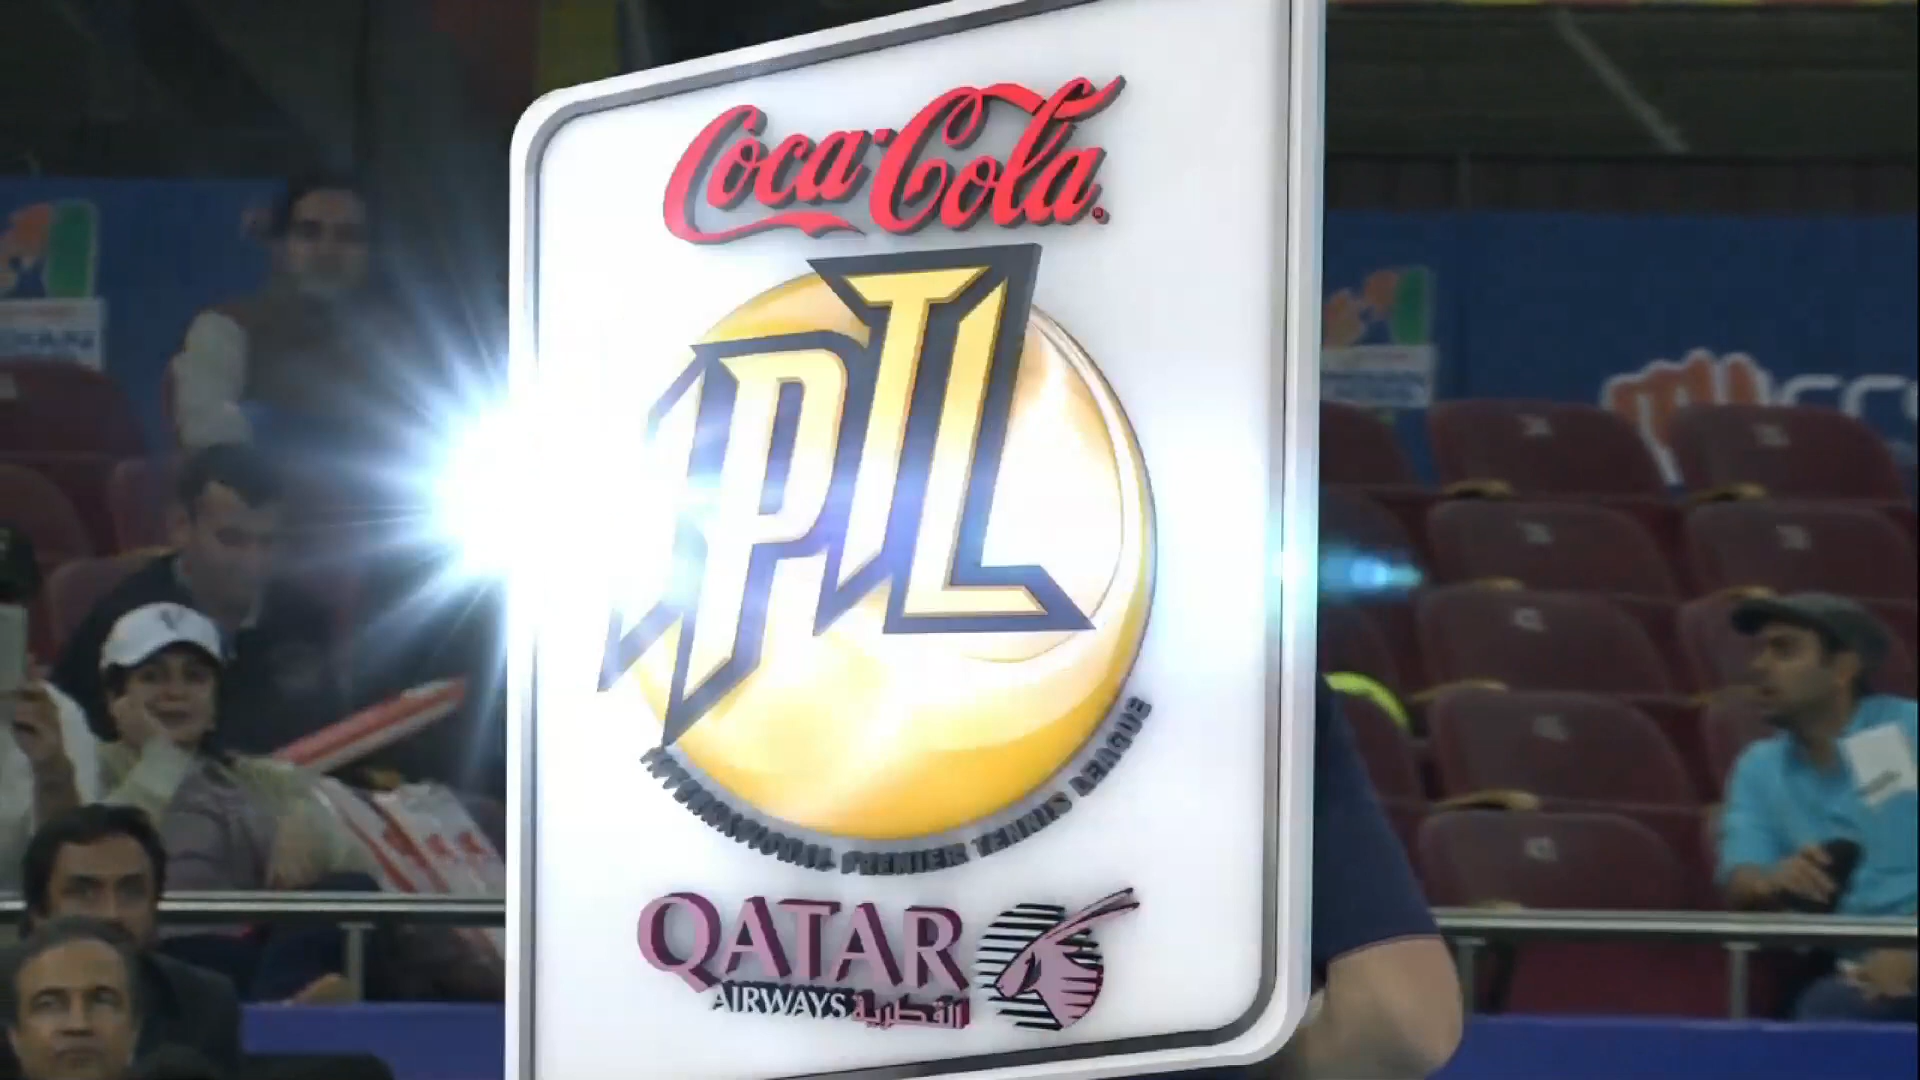 Coca-Cola
IPTL
INTERNATIONAL PREMIER TENNIS LEAGUE
QATAR
AIRWAYS القطرية